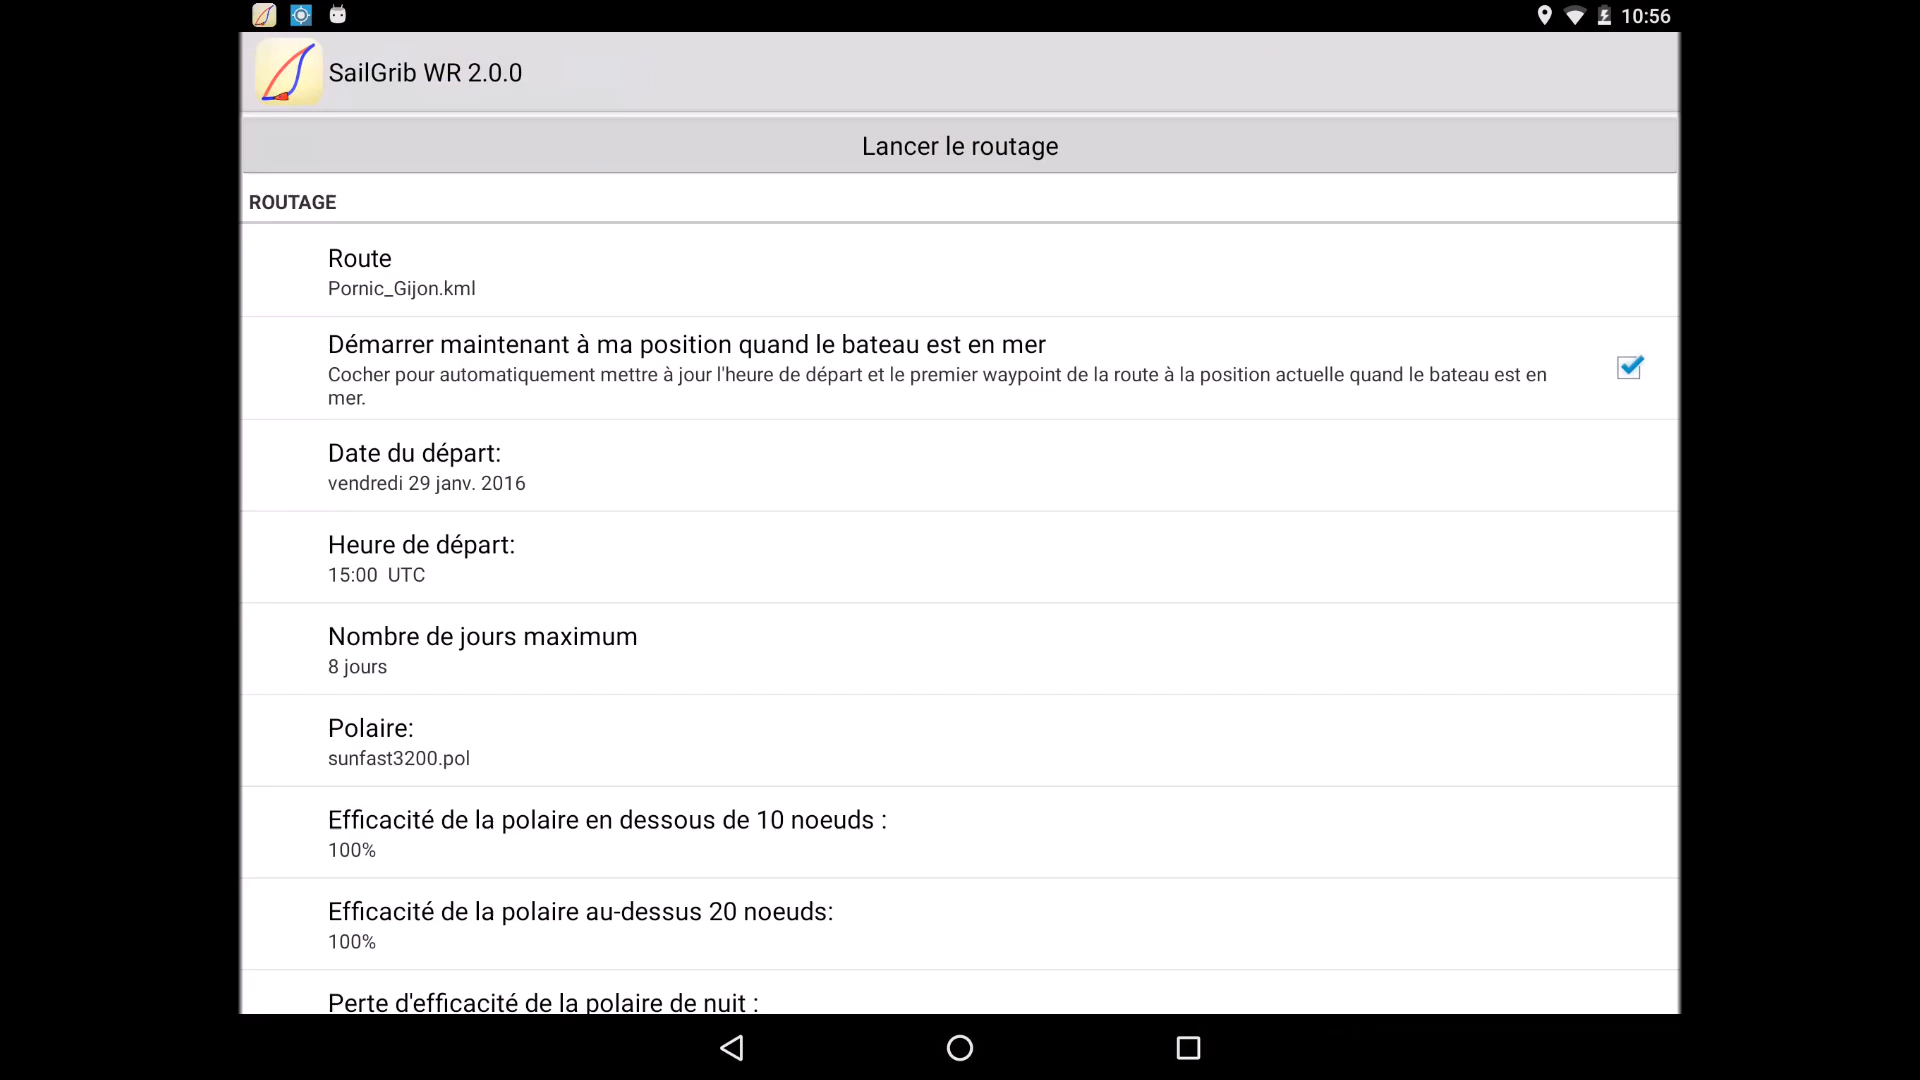 10:56
SailGrib WR 2.0.0
Lancer le routage
ROUTAGE
Route
Pornic_Gijon.kml
Démarrer maintenant à ma position quand le bateau est en mer
Cocher pour automatiquement mettre à jour l'heure de départ et le premier waypoint de la route à la position actuelle quand le bateau est en
mer.
Date du départ:
vendredi 29 janv. 2016
Heure de départ:
15:00  UTC
Nombre de jours maximum
8 jours
Polaire:
sunfast3200.pol
Efficacité de la polaire en dessous de 10 noeuds :
100%
Efficacité de la polaire au-dessus 20 noeuds:
100%
Perte d'efficacité de la polaire de nuit :